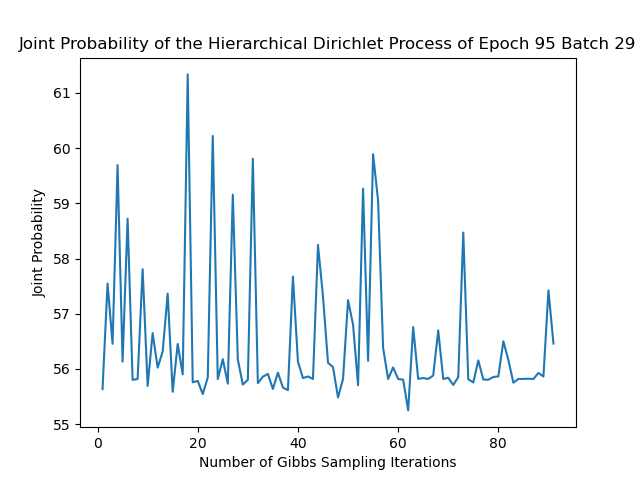 Joint Probability of the Hierarchical Dirichlet Process of Epoch 95 Batch 29
61
60
59
58
57
56
55
Joint Probability
0 20 40 60 80
Number of Gibbs Sampling Iterations